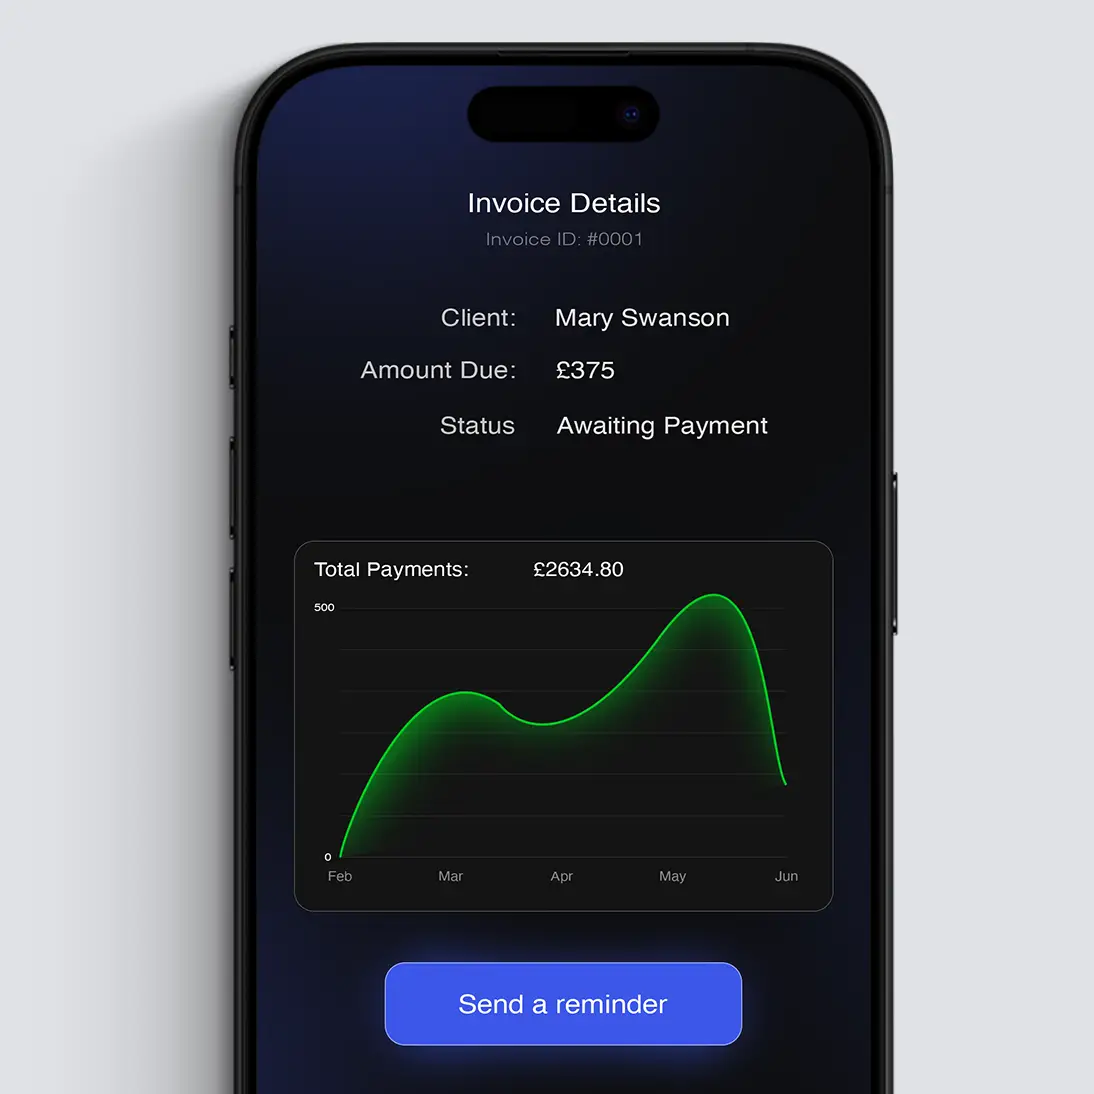 Invoice Details
Invoice ID: #0001
Client: Mary Swanson
Amount Due: £375
Status Awaiting Payment
Total Payments: £2634.80
500
0
Feb Mar Apr May Jun
Send a reminder